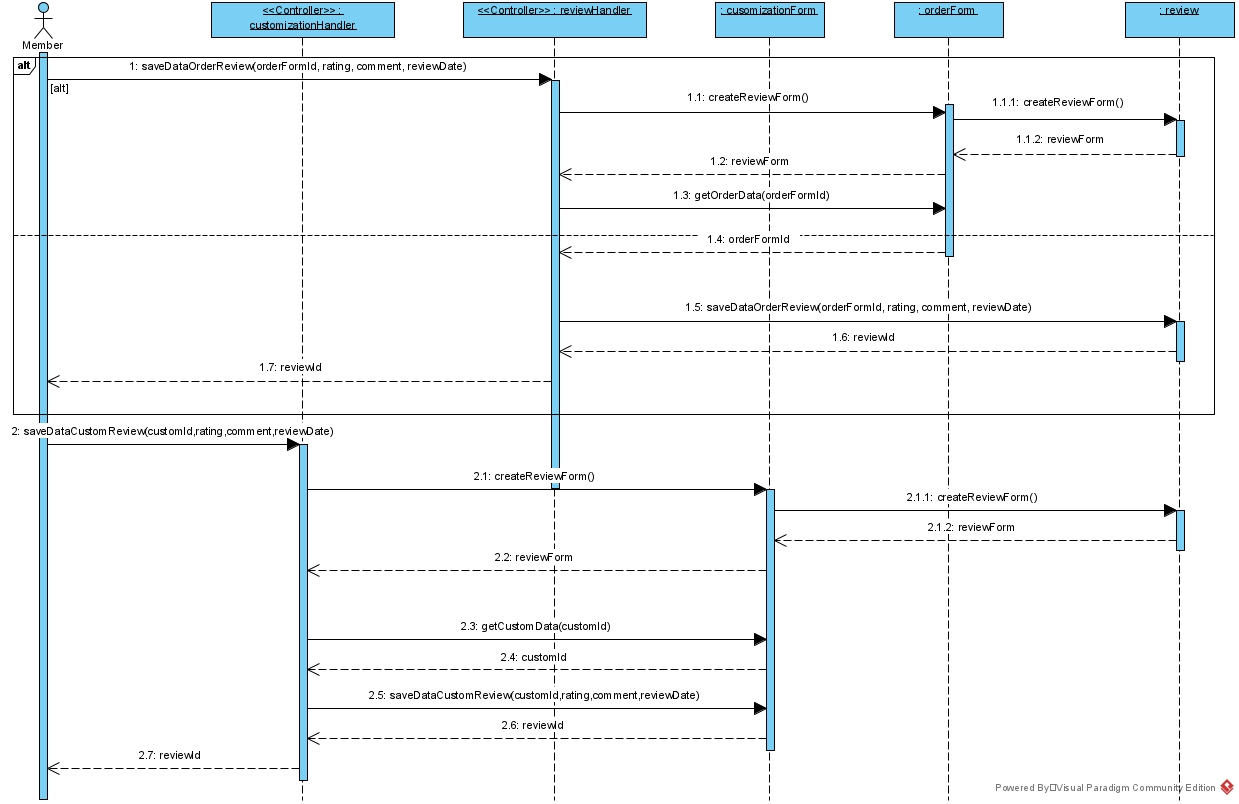 <<Controller>> :
customizationHandler
<<Controller>> : reviewHandler
: cusomizationForm
: orderForm
: review
Member
alt
1: saveDataOrderReview(orderFormId, rating, comment, reviewDate)
[alt]
1.1: createReviewForm()
1.1.1: createReviewForm()
1.1.2: reviewForm
1.2: reviewForm
1.3: getOrderData(orderFormId)
1.4: orderFormId
1.5: saveDataOrderReview(orderFormId, rating, comment, reviewDate)
1.6: reviewId
1.7: reviewId
2: saveDataCustomReview(customId,rating,comment,reviewDate)
2.1: createReviewForm()
2.1.1: createReviewForm()
2.1.2: reviewForm
2.2: reviewForm
2.3: getCustomData(customId)
2.4: customId
2.5: saveDataCustomReview(customId,rating,comment,reviewDate)
2.6: reviewId
2.7: reviewId
Powered By Visual Paradigm Community Edition